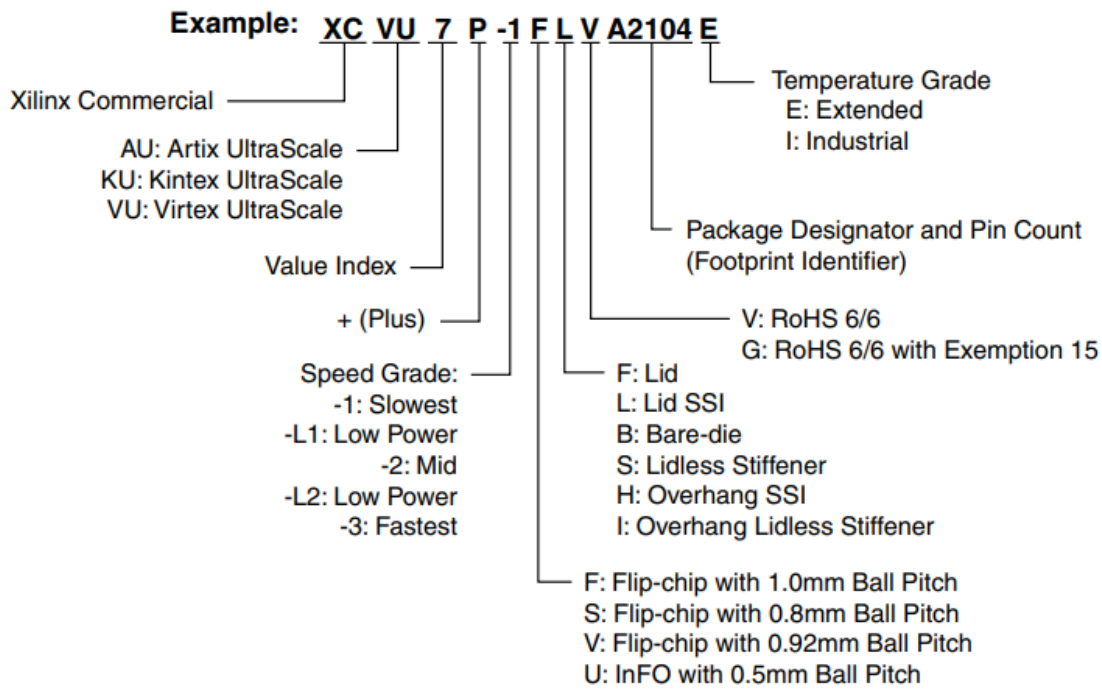 Example: XC VU 7 P -1 F L V A2104 E
Temperature Grade
E: Extended
I: Industrial
Xilinx Commercial
AU: Artix UltraScale
KU: Kintex UltraScale
VU: Virtex UltraScale
Package Designator and Pin Count
(Footprint Identifier)
Value Index
+ (Plus)
V: RoHS 6/6
G: RoHS 6/6 with Exemption 15
Speed Grade:
-1: Slowest
-L1: Low Power
-2: Mid
-L2: Low Power
-3: Fastest
F: Lid
L: Lid SSI
B: Bare-die
S: Lidless Stiffener
H: Overhang SSI
I: Overhang Lidless Stiffener
F: Flip-chip with 1.0mm Ball Pitch
S: Flip-chip with 0.8mm Ball Pitch
V: Flip-chip with 0.92mm Ball Pitch
U: InFO with 0.5mm Ball Pitch